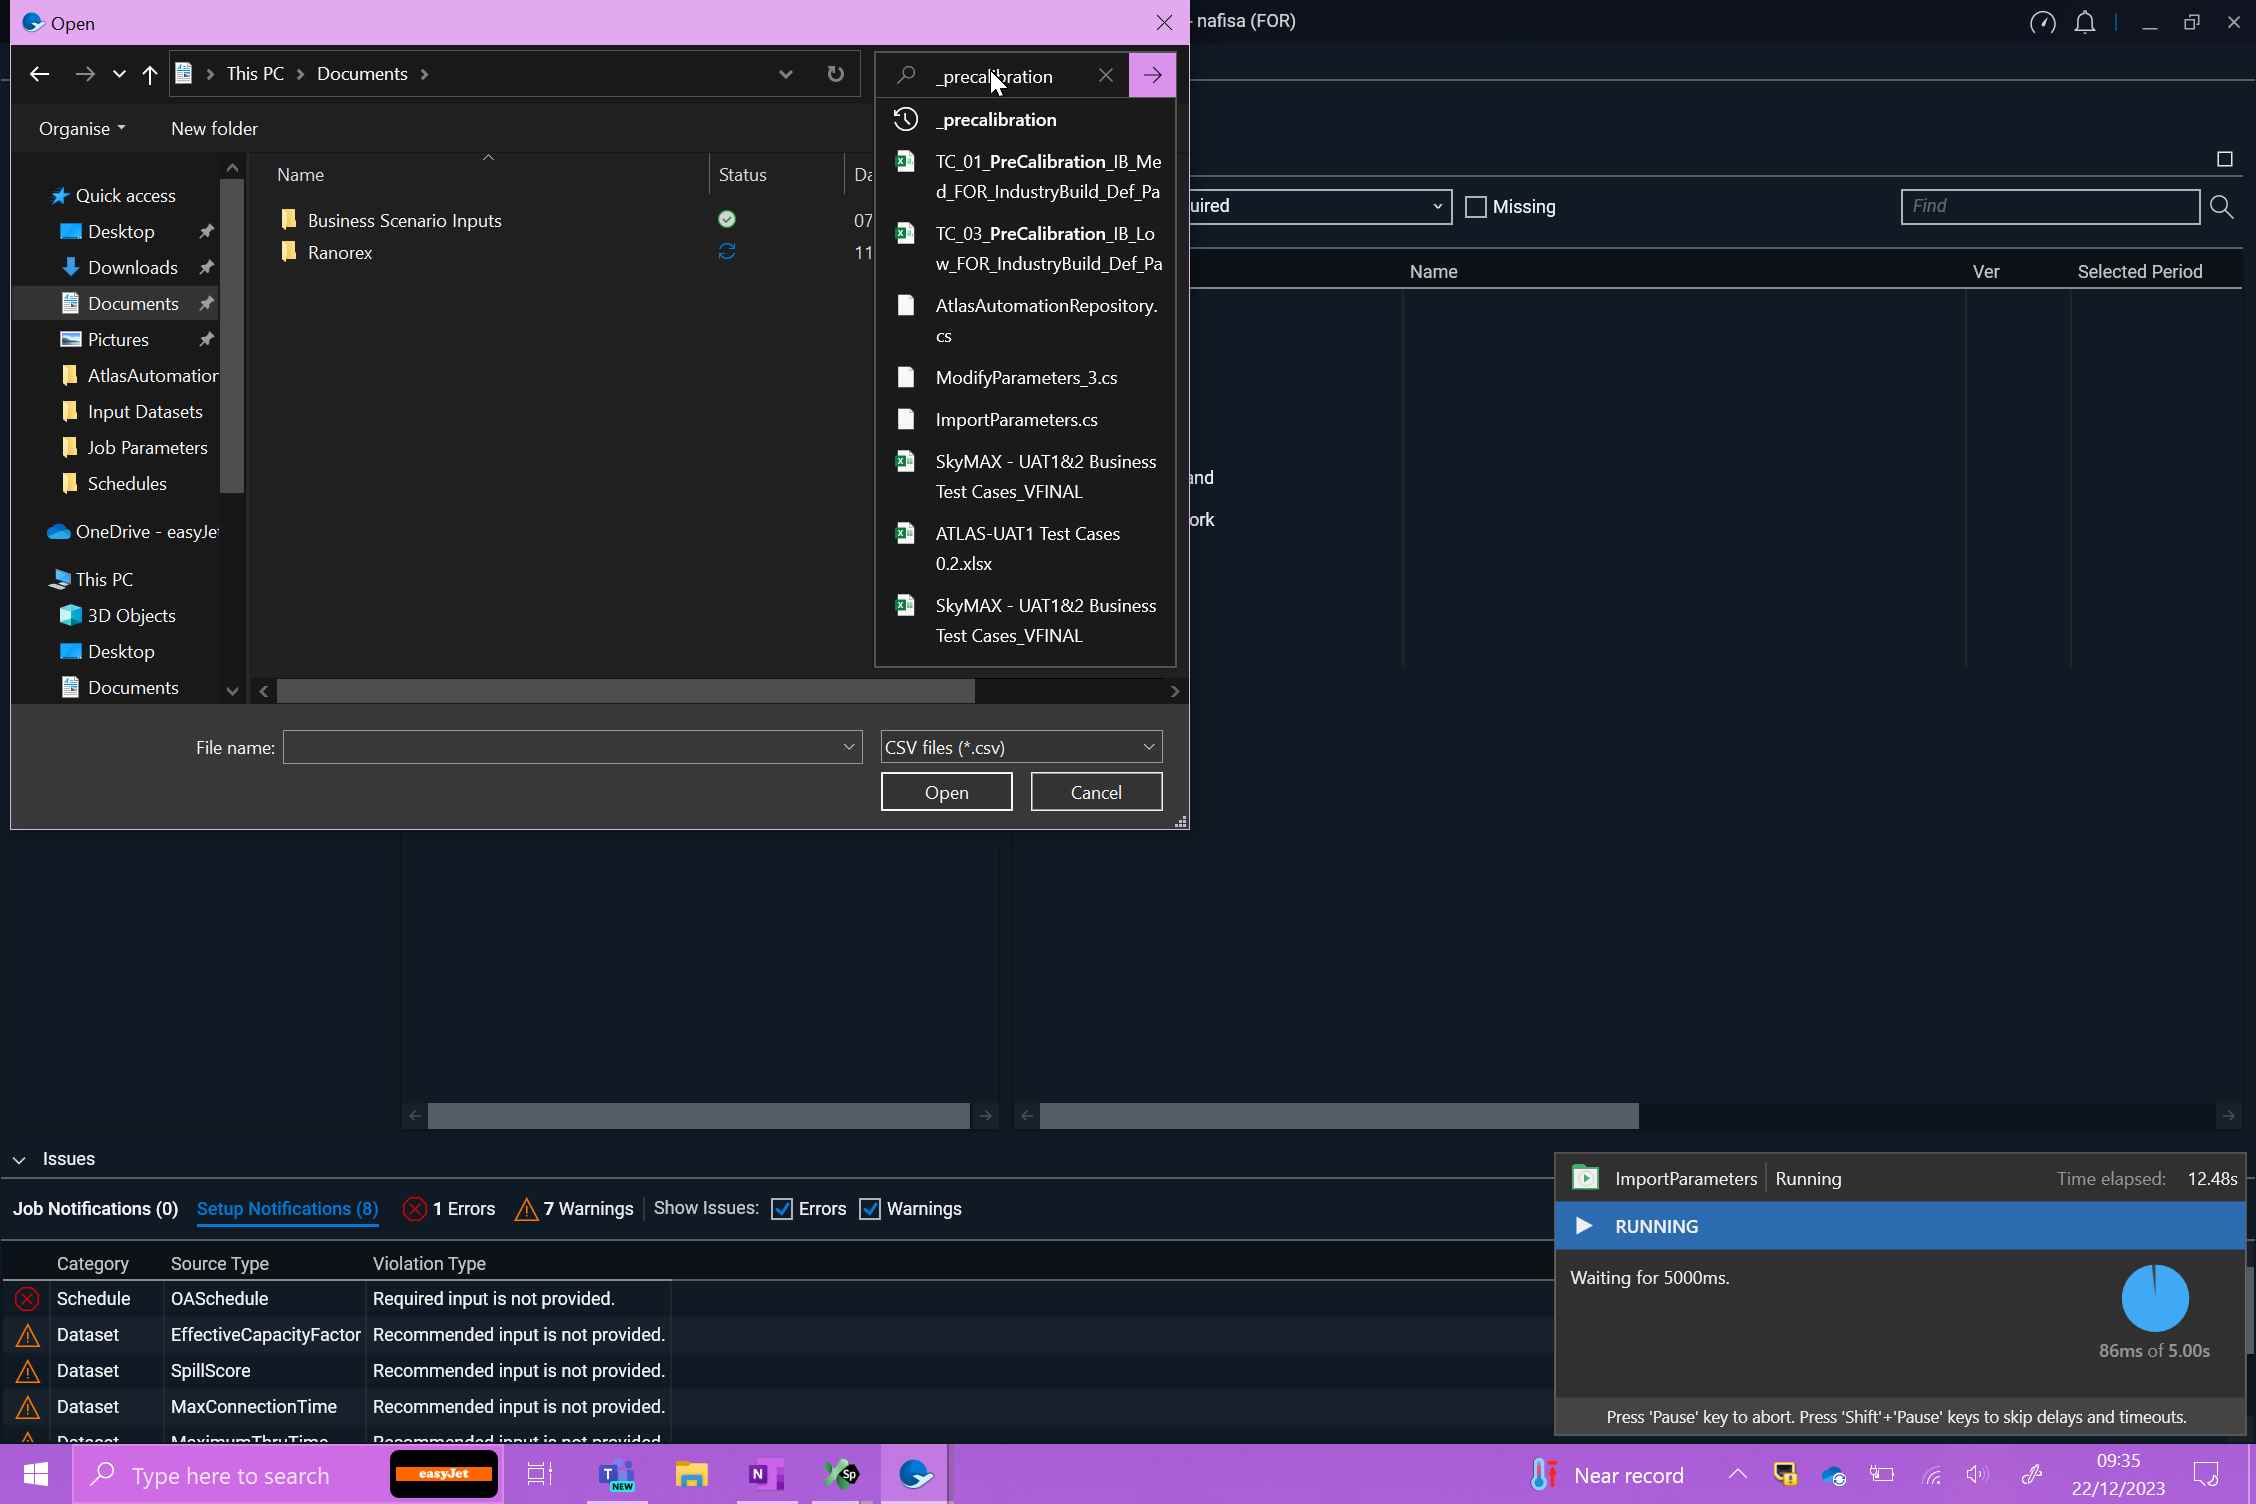 Open
- nafisa (FOR)
This PC
Documents
_precalibration
Organise
New folder
_precalibration
TC_01_PreCalibration_IB_Me
d_FOR_IndustryBuild_Def_Pa
TC_03_PreCalibration_IB_Lo
w_FOR_IndustryBuild_Def_Pa
AtlasAutomationRepository.
cs
ModifyParameters_3.cs
ImportParameters.cs
SkyMAX - UAT1&2 Business
Test Cases_VFINAL
ATLAS-UAT1 Test Cases
0.2.xlsx
SkyMAX - UAT1&2 Business
Test Cases_VFINAL
Name
Status
Da
Business Scenario Inputs
07
Ranorex
11
Quick access
Desktop
Downloads
Documents
Pictures
AtlasAutomation
Input Datasets
Job Parameters
Schedules
OneDrive - easyJe
This PC
3D Objects
Desktop
Documents
File name:
CSV files (*.csv)
Open
Cancel
uired
Missing
Find
Name
Ver
Selected Period
and
ork
Issues
Job Notifications (0)
Setup Notifications (8)
1 Errors
7 Warnings
Show Issues:
Errors
Warnings
Category
Source Type
Violation Type
Schedule
OASchedule
Required input is not provided.
Dataset
EffectiveCapacityFactor
Recommended input is not provided.
Dataset
SpillScore
Recommended input is not provided.
Dataset
MaxConnectionTime
Recommended input is not provided.
Dataset
MaximumThruTime
Recommended input is not provided.
ImportParameters
Running
Time elapsed:
12.48s
RUNNING
Waiting for 5000ms.
86ms of 5.00s
Press 'Pause' key to abort. Press 'Shift'+'Pause' keys to skip delays and timeouts.
Type here to search
easyJet
T
NEW
N
Sp
Near record
09:35
22/12/2023